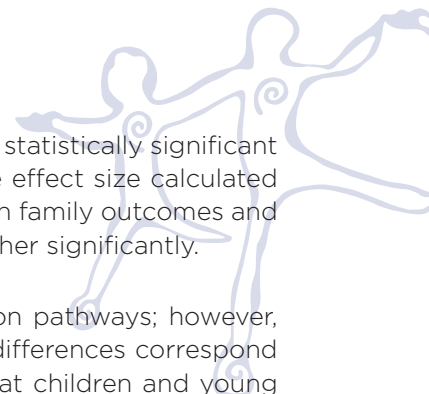 statistically significant
effect size calculated
n family outcomes and
her significantly.
on pathways; however,
differences correspond
at children and young